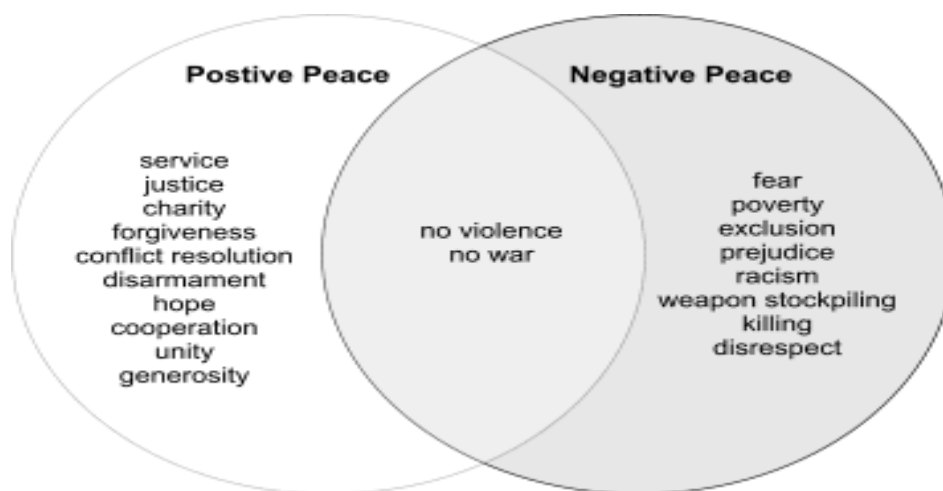 Postive Peace
Negative Peace
service
justice
charity
forgiveness
conflict resolution
disarmament
hope
cooperation
unity
generosity
no violence
no war
fear
poverty
exclusion
prejudice
racism
weapon stockpiling
killing
disrespect